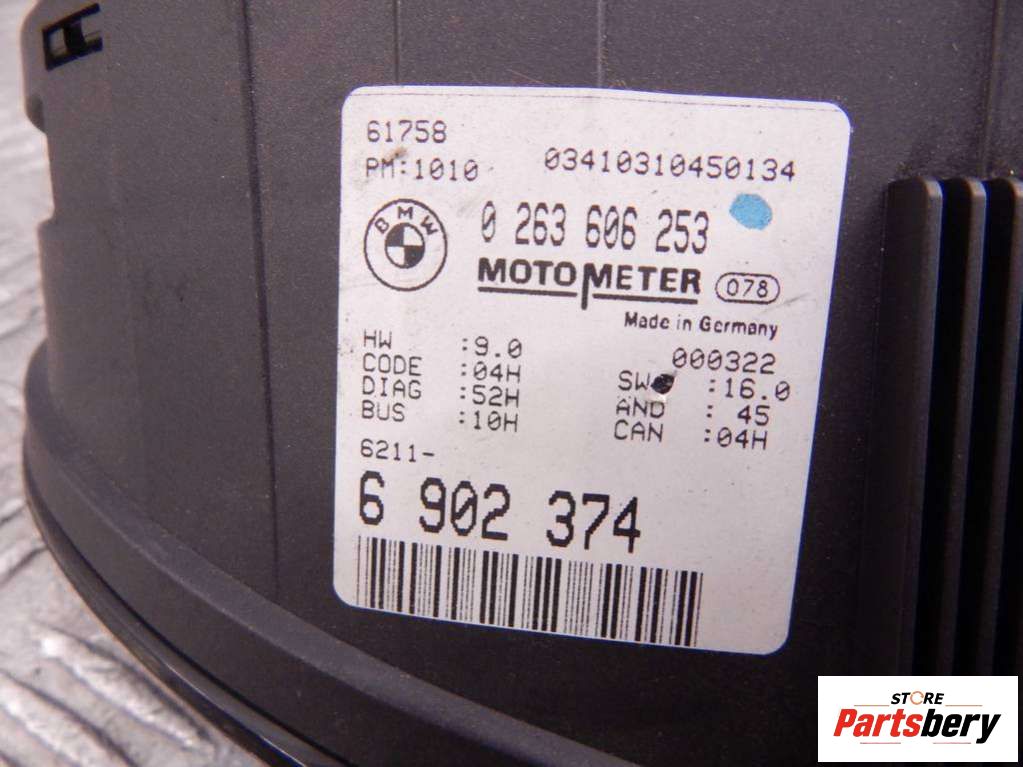 61758
PM:1010 03410310450134
BMW
0 263 606 253
MOTOMETER 078
Made in Germany
000322
HW :9.0 SW :16.0
CODE :04H AND : 45
DIAG :52H CAN :04H
BUS :10H
6211-
6 902 374
STORE
Partsbery